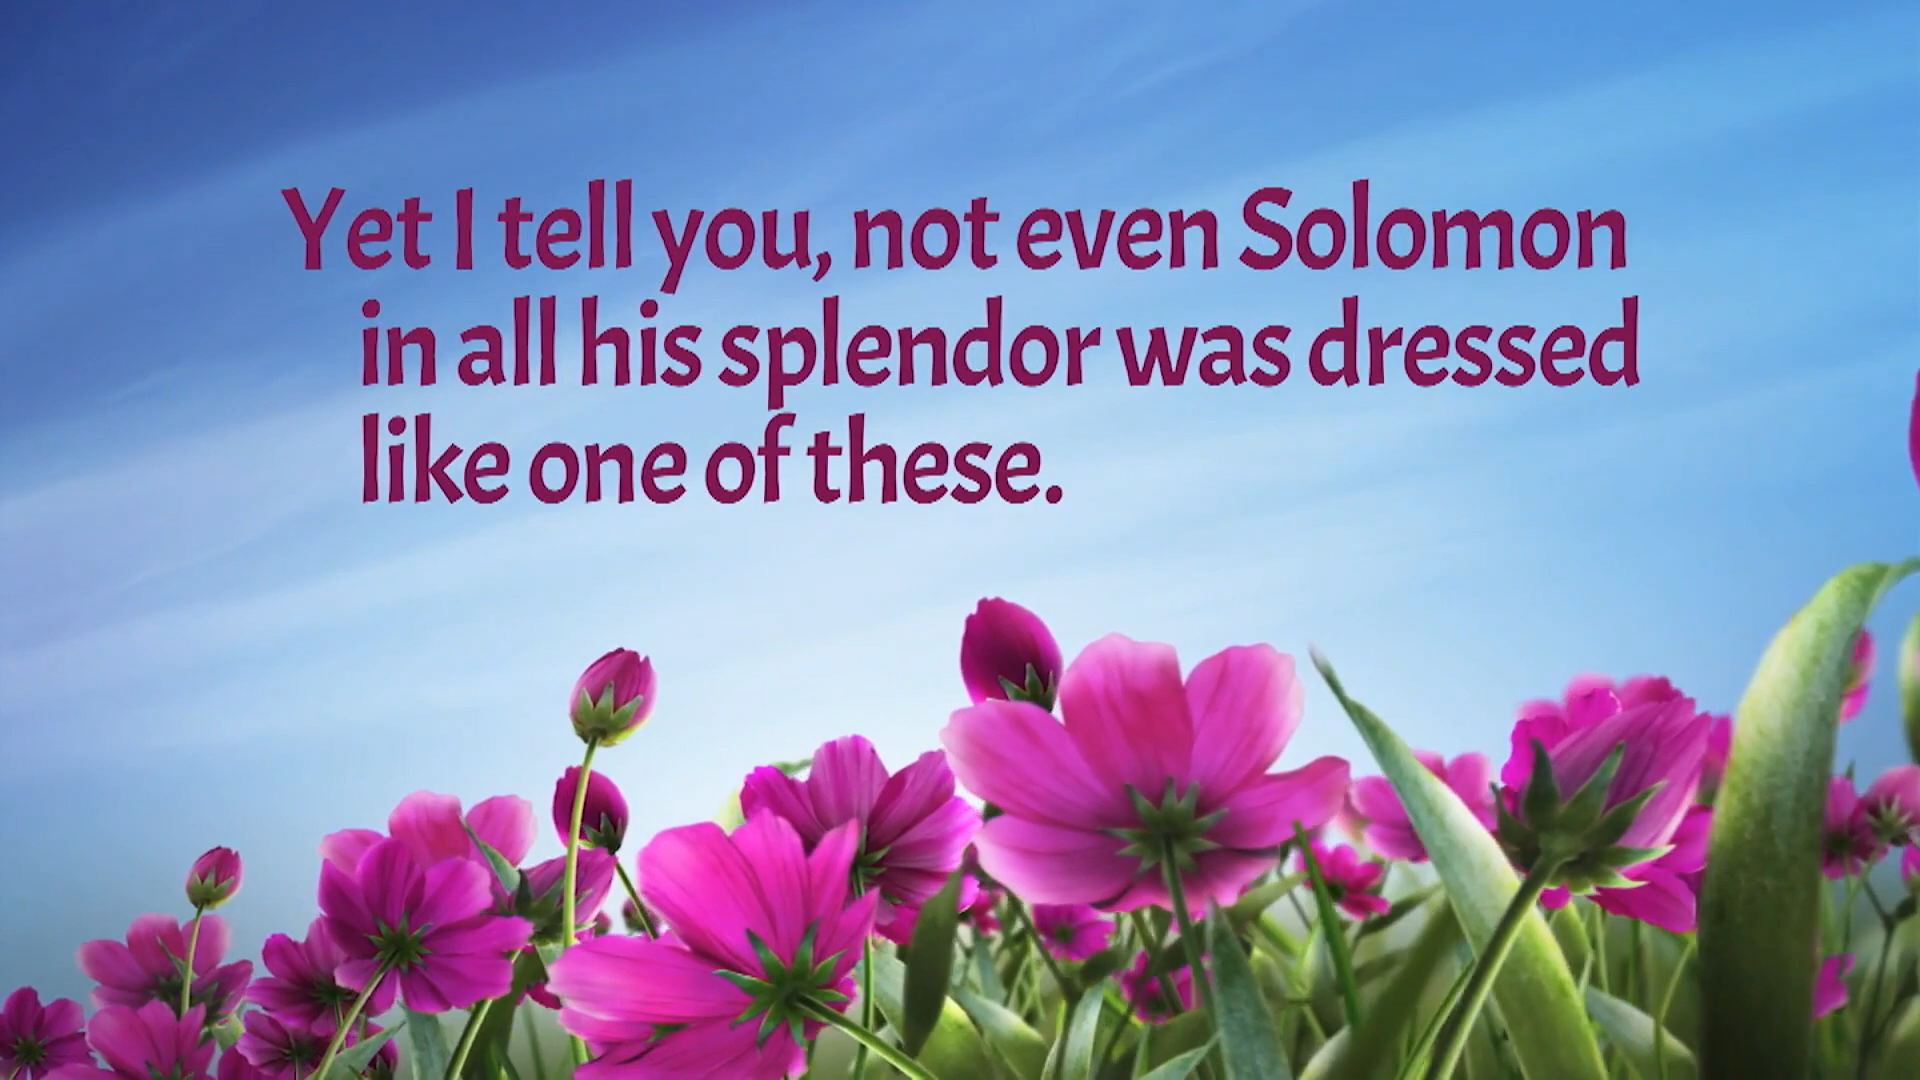 Yet I tell you, not even Solomon
in all his splendor was dressed
like one of these.